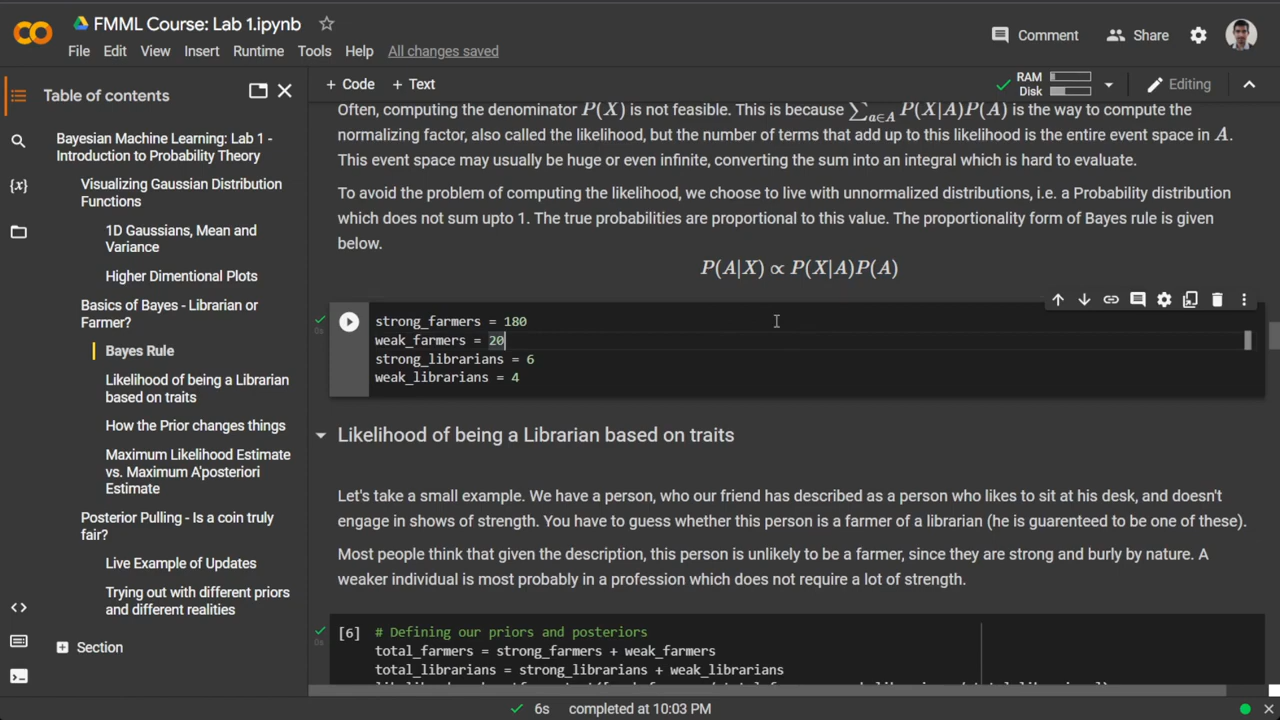 FMML Course: Lab 1.ipynb
File Edit View Insert Runtime Tools Help All changes saved
Comment Share
Table of contents
Bayesian Machine Learning: Lab 1 -
Introduction to Probability Theory
Visualizing Gaussian Distribution
Functions
1D Gaussians, Mean and
Variance
Higher Dimentional Plots
Basics of Bayes - Librarian or
Farmer?
Bayes Rule
Likelihood of being a Librarian
based on traits
How the Prior changes things
Maximum Likelihood Estimate
vs. Maximum A'posteriori
Estimate
Posterior Pulling - Is a coin truly
fair?
Live Example of Updates
Trying out with different priors
and different realities
Section
+ Code + Text
RAM
Disk
Editing
Often, computing the denominator P(X) is not feasible. This is because ∑a∈A P(X|A)P(A) is the way to compute the
normalizing factor, also called the likelihood, but the number of terms that add up to this likelihood is the entire event space in A.
This event space may usually be huge or even infinite, converting the sum into an integral which is hard to evaluate.
To avoid the problem of computing the likelihood, we choose to live with unnormalized distributions, i.e. a Probability distribution
which does not sum upto 1. The true probabilities are proportional to this value. The proportionality form of Bayes rule is given
below.
P(A|X) ∝ P(X|A)P(A)
0s
strong_farmers = 180
weak_farmers = 20
strong_librarians = 6
weak_librarians = 4
Likelihood of being a Librarian based on traits
Let's take a small example. We have a person, who our friend has described as a person who likes to sit at his desk, and doesn't
engage in shows of strength. You have to guess whether this person is a farmer of a librarian (he is guarenteed to be one of these).
Most people think that given the description, this person is unlikely to be a farmer, since they are strong and burly by nature. A
weaker individual is most probably in a profession which does not require a lot of strength.
0s
[6] # Defining our priors and posteriors
total_farmers = strong_farmers + weak_farmers
total_librarians = strong_librarians + weak_librarians
6s completed at 10:03 PM